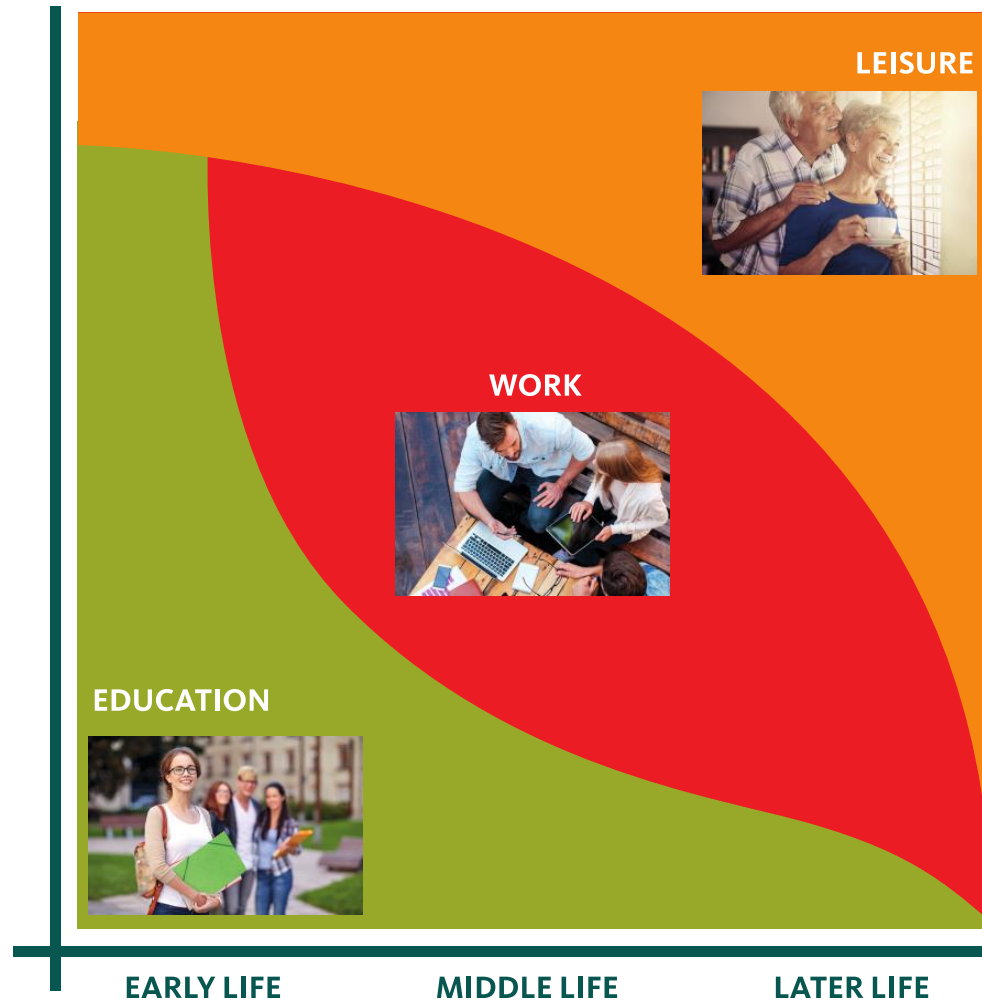 LEISURE
WORK
EDUCATION
EARLY LIFE
MIDDLE LIFE
LATER LIFE